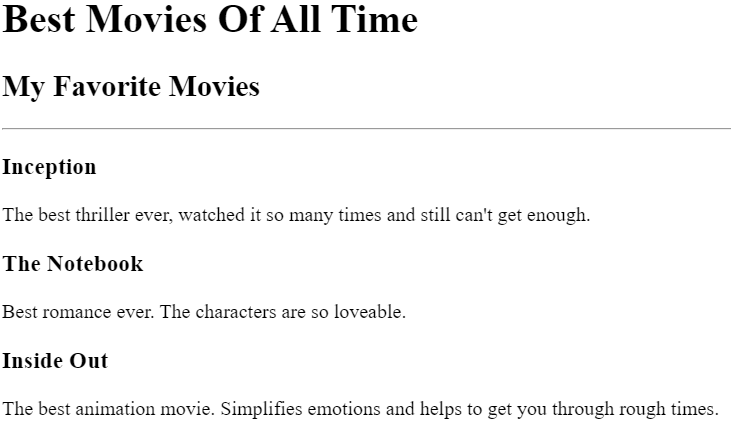 Best Movies Of All Time
My Favorite Movies
Inception
The best thriller ever, watched it so many times and still can't get enough.
The Notebook
Best romance ever. The characters are so loveable.
Inside Out
The best animation movie. Simplifies emotions and helps to get you through rough times.